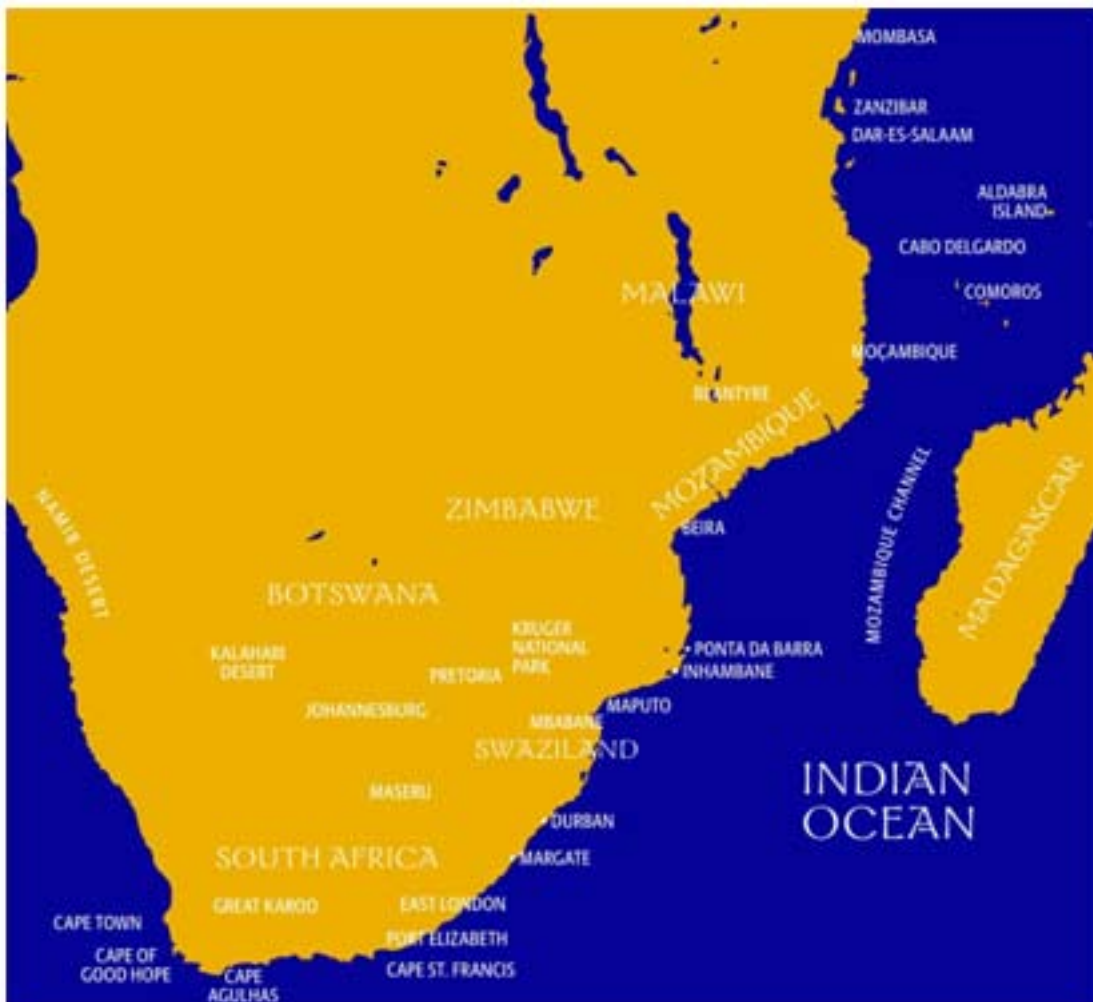 MOMBASA
ZANZIBAR
DAR-ES-SALAAM
ALDABRA
ISLAND
CABO DELGARDO
MALAWI
COMOROS
MOÇAMBIQUE
BLANTYRE
MOZAMBIQUE
MOZAMBIQUE CHANNEL
MADAGASCAR
NAMIB DESERT
ZIMBABWE
BEIRA
BOTSWANA
KRUGER
NATIONAL
PARK
KALAHARI
DESERT
PRETORIA
PONTA DA BARRA
INHAMBANE
JOHANNESBURG
MAPUTO
MBABANE
SWAZILAND
INDIAN
OCEAN
MASERU
DURBAN
SOUTH AFRICA
MARGATE
GREAT KAROO
EAST LONDON
CAPE TOWN
PORT ELIZABETH
CAPE OF
GOOD HOPE
CAPE ST. FRANCIS
CAPE
AGULHAS